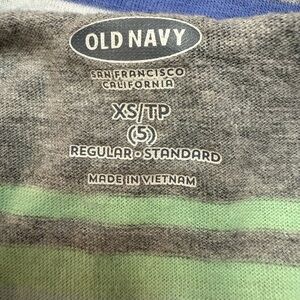 OLD NAVY
SAN FRANCISCO
CALIFORNIA
XS/TP
(5)
REGULAR • STANDARD
MADE IN VIETNAM